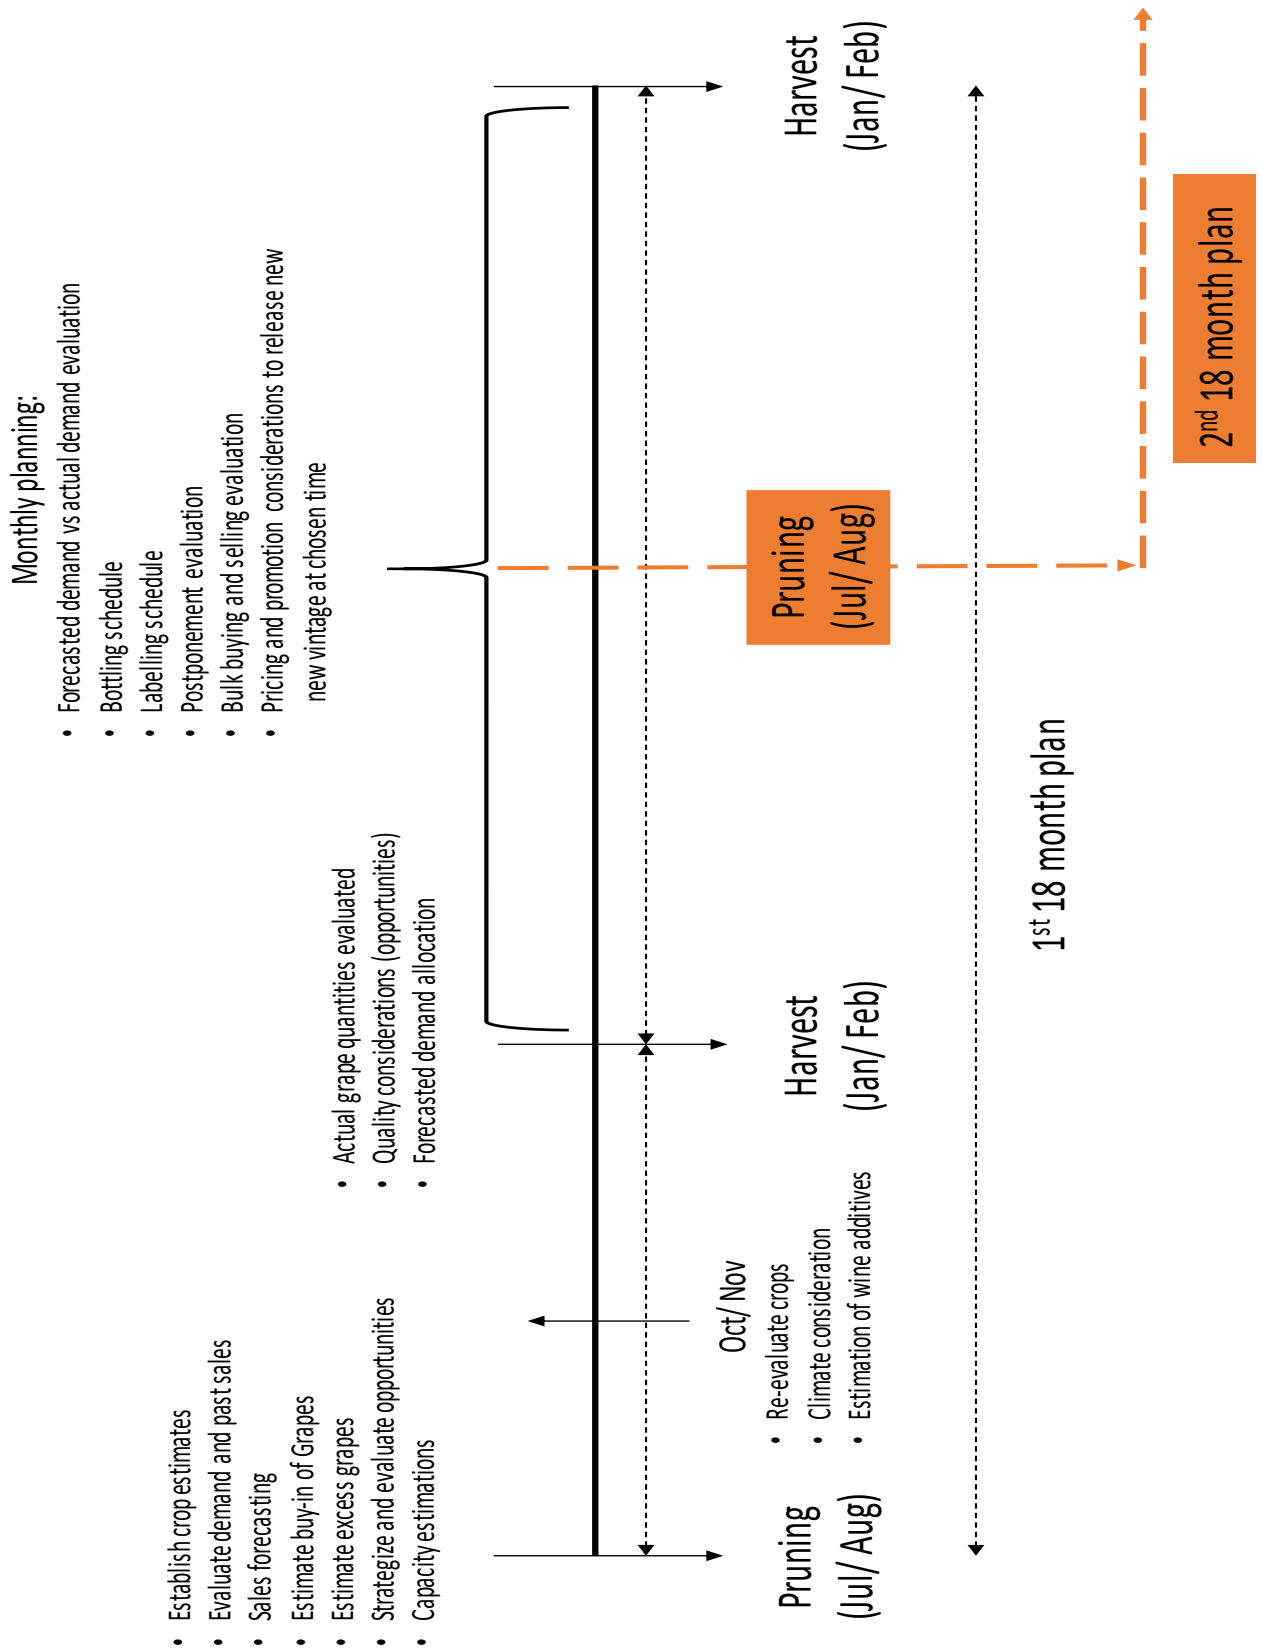 Monthly planning:
• Forecasted demand vs actual demand evaluation
• Bottling schedule
• Labelling schedule
• Postponement evaluation
• Bulk buying and selling evaluation
• Pricing and promotion considerations to release new
new vintage at chosen time
• Establish crop estimates
• Evaluate demand and past sales
• Sales forecasting
• Estimate buy-in of Grapes
• Estimate excess grapes
• Strategize and evaluate opportunities
• Capacity estimations
• Actual grape quantities evaluated
• Quality considerations (opportunities)
• Forecasted demand allocation
Oct/ Nov
• Re-evaluate crops
• Climate consideration
• Estimation of wine additives
Pruning
(Jul/ Aug)
Harvest
(Jan/ Feb)
Pruning
(Jul/ Aug)
Harvest
(Jan/ Feb)
1st 18 month plan
2nd 18 month plan